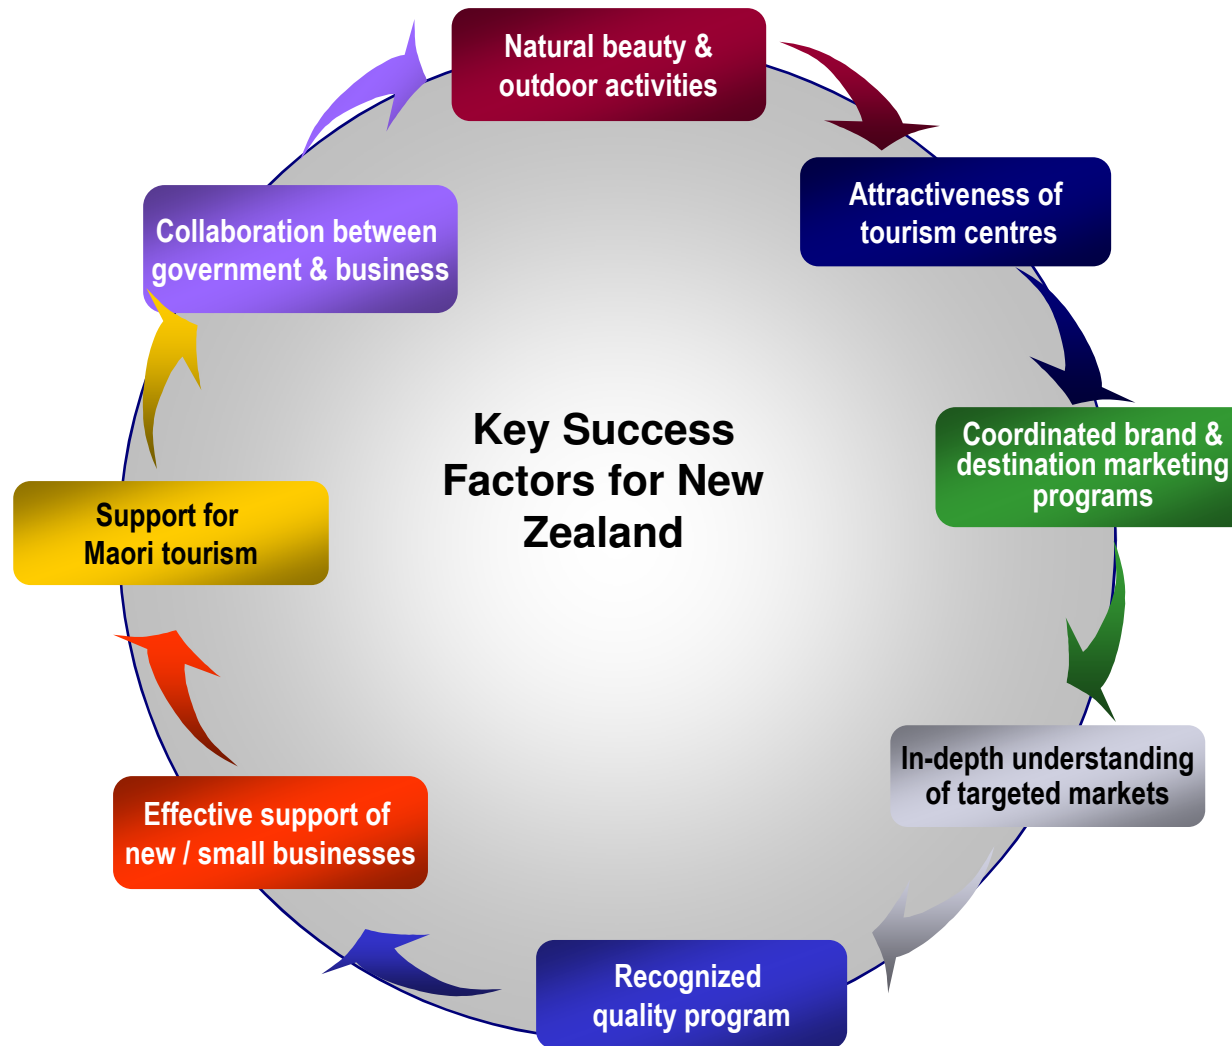 Natural beauty &
outdoor activities
Attractiveness of
tourism centres
Coordinated brand &
destination marketing
programs
In-depth understanding
of targeted markets
Recognized
quality program
Effective support of
new / small businesses
Support for
Maori tourism
Collaboration between
government & business
Key Success
Factors for New
Zealand